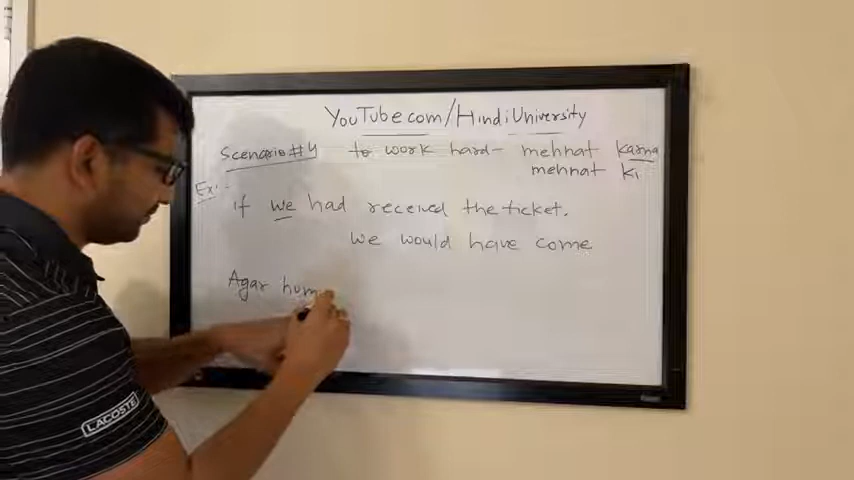 YouTube.com/HindiUniversity
Scenario#4 to work hard- mehnat karna
mehnat ki
Ex:-
if we had received the ticket.
we would have come
Agar hum
LACOSTE